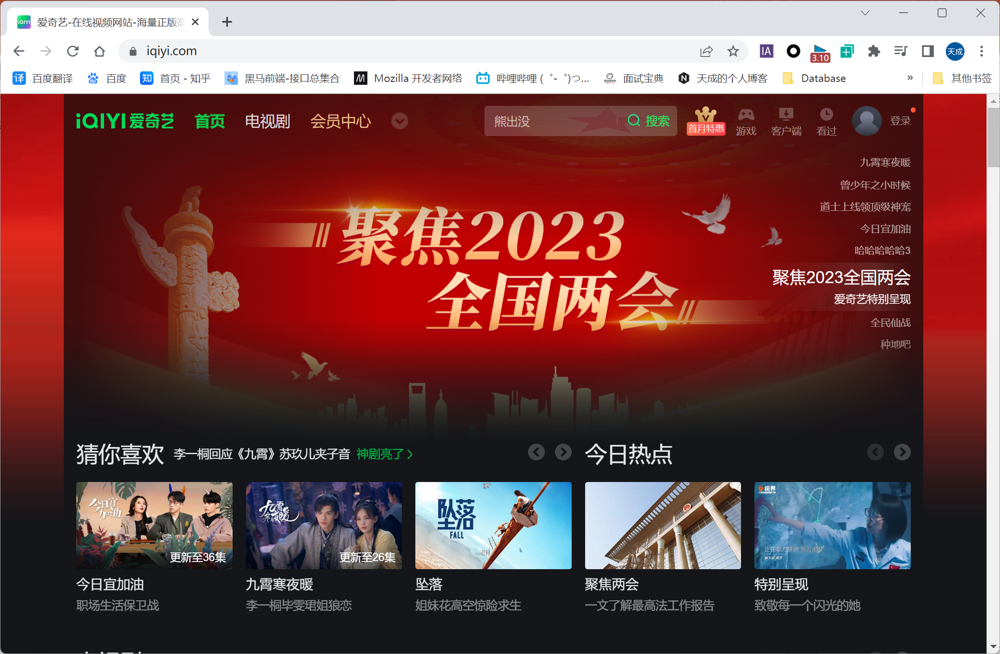 爱奇艺-在线视频网站-海量正版高
iqiyi.com
IA
3.10
天成
译 百度翻译
百度
知 首页 - 知乎
黑马前端-接口总集合
Mozilla 开发者网络
哔哩哔哩 (゜-゜)つ...
面试宝典
天成的个人博客
Database
»
其他书签
iQIYI 爱奇艺
首页
电视剧
会员中心
熊出没
搜索
首月特惠
游戏
客户端
看过
登录
九霄寒夜暖
曾少年之小时候
道士上线领顶级神宠
今日宜加油
哈哈哈哈哈3
聚焦2023全国两会
爱奇艺特别呈现
全民仙战
种地吧
聚焦2023
全国两会
猜你喜欢
李一桐回应《九霄》苏玖儿夹子音 神剧亮了
今日热点
今日宜加油
更新至36集
今日宜加油
职场生活保卫战
九霄寒夜暖
更新至26集
九霄寒夜暖
李一桐毕雯珺姐狼恋
坠落
FALL
坠落
姐妹花高空惊险求生
聚焦两会
一文了解最高法工作报告
视界
正在奋力拼搏 努力追梦
特别呈现
致敬每一个闪光的她